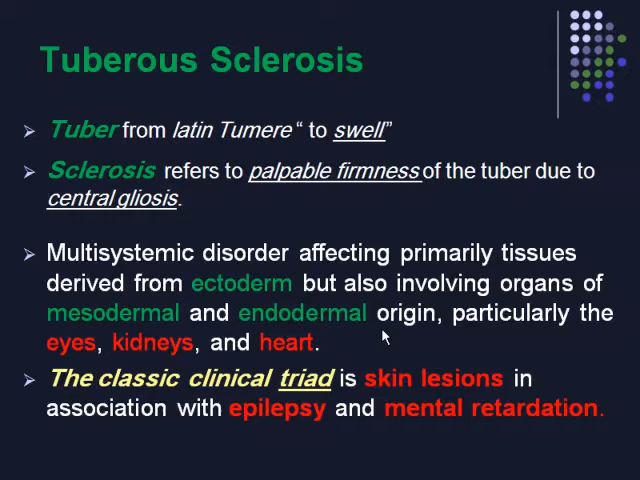 Tuberous Sclerosis
Tuber from latin Tumere “ to swell”
Sclerosis refers to palpable firmness of the tuber due to
central gliosis.
Multisystemic disorder affecting primarily tissues
derived from ectoderm but also involving organs of
mesodermal and endodermal origin, particularly the
eyes, kidneys, and heart.
The classic clinical triad is skin lesions in
association with epilepsy and mental retardation.